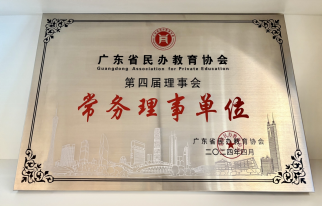 广东省民办教育协会
Guangdong Association for Private Education
第四届理事会
常务理事单位
广东省民办教育协会
二〇二四年四月